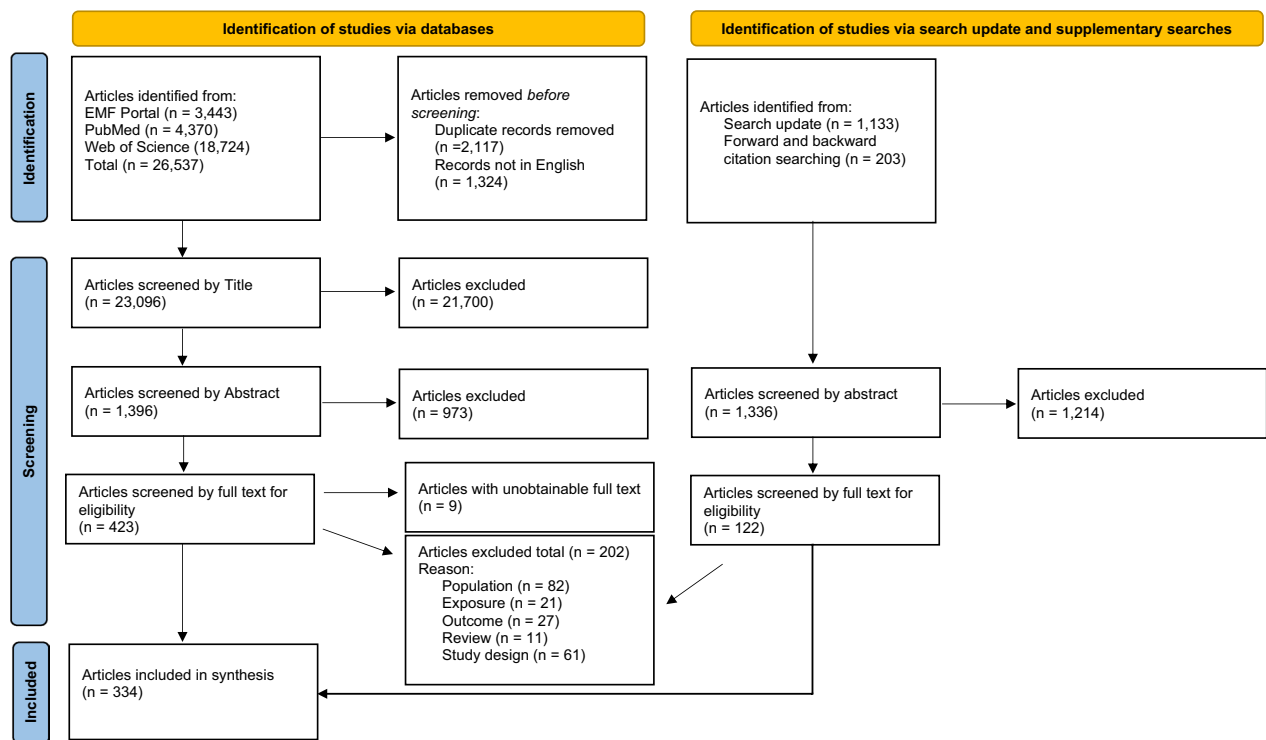 Identification of studies via databases
Identification of studies via search update and supplementary searches
Identification
Articles identified from:
EMF Portal (n = 3,443)
PubMed (n = 4,370)
Web of Science (18,724)
Total (n = 26,537)
Articles removed before
screening:
Duplicate records removed
(n =2,117)
Records not in English
(n = 1,324)
Articles identified from:
Search update (n = 1,133)
Forward and backward
citation searching (n = 203)
Screening
Articles screened by Title
(n = 23,096)
Articles excluded
(n = 21,700)
Articles screened by Abstract
(n = 1,396)
Articles excluded
(n = 973)
Articles screened by abstract
(n = 1,336)
Articles excluded
(n = 1,214)
Articles screened by full text for
eligibility
(n = 423)
Articles with unobtainable full text
(n = 9)
Articles screened by full text for
eligibility
(n = 122)
Articles excluded total (n = 202)
Reason:
Population (n = 82)
Exposure (n = 21)
Outcome (n = 27)
Review (n = 11)
Study design (n = 61)
Included
Articles included in synthesis
(n = 334)